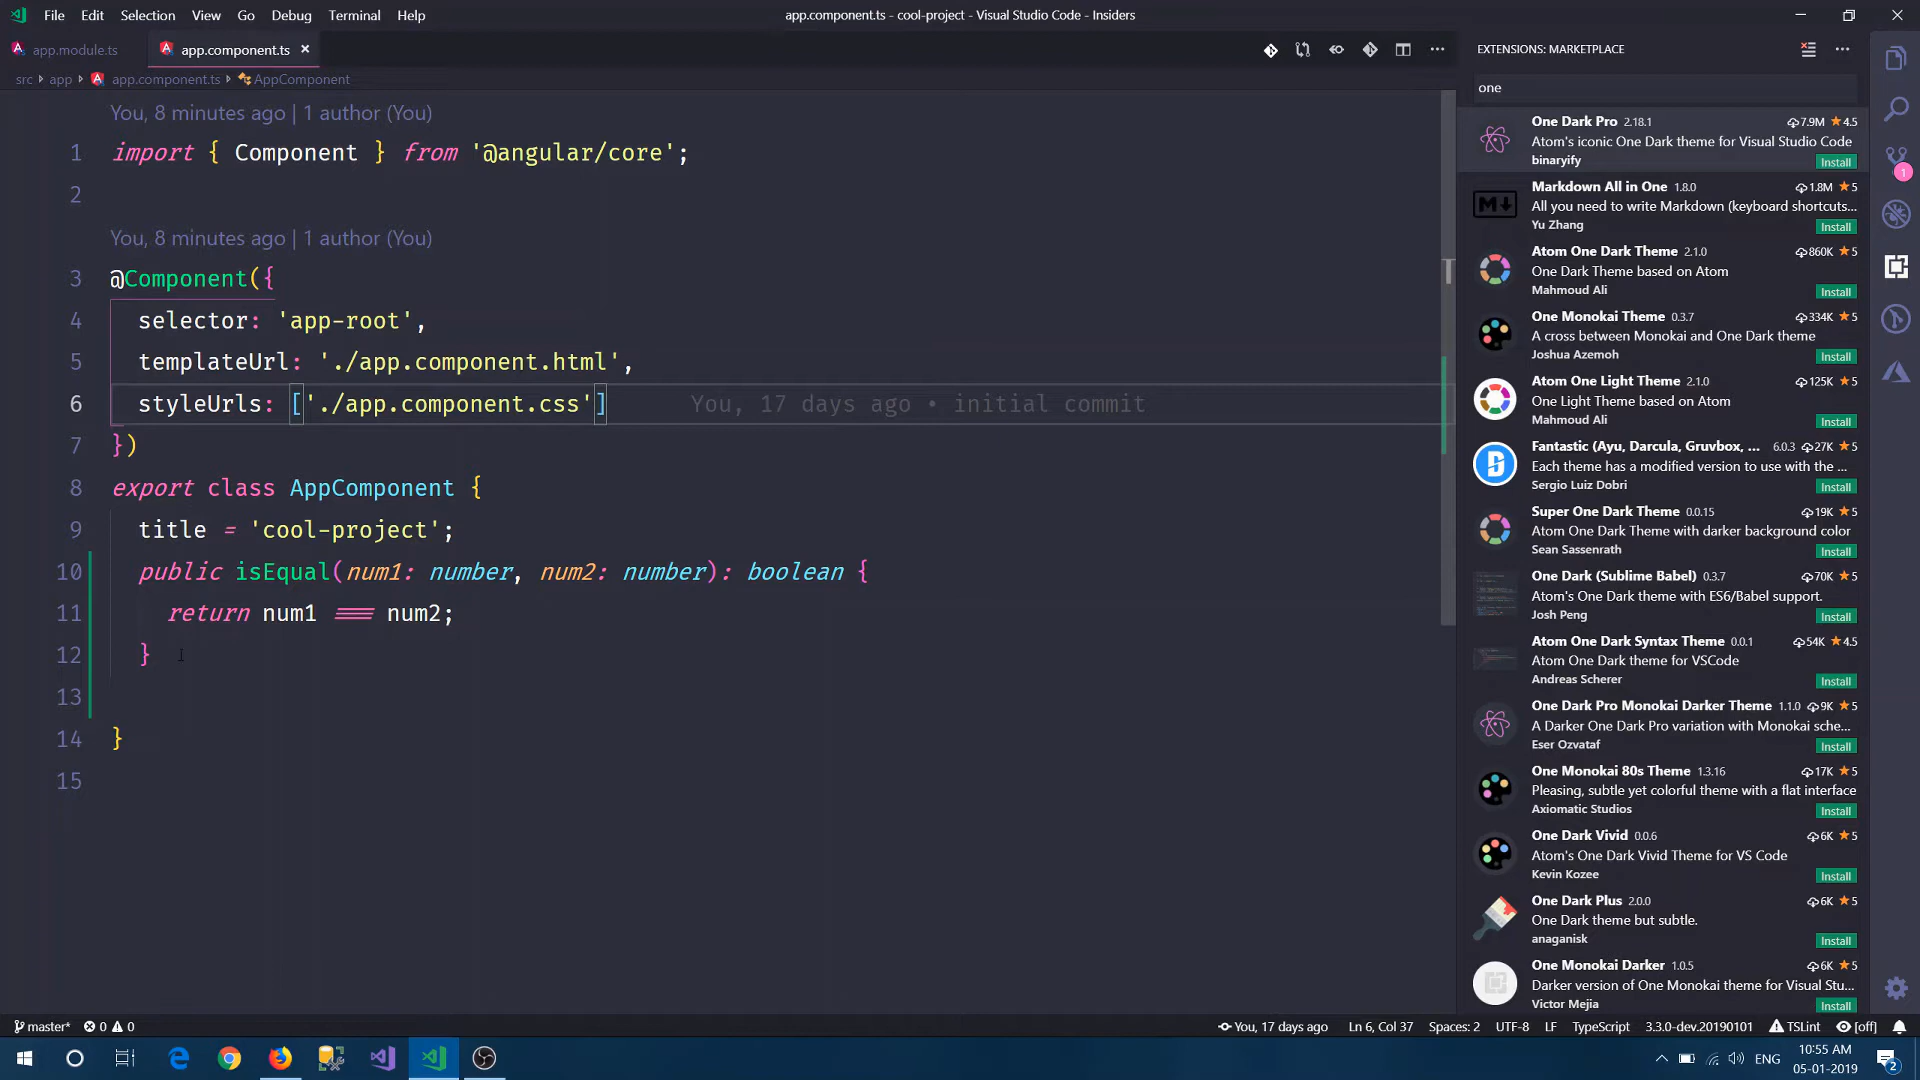 File Edit Selection View Go Debug Terminal Help
app.component.ts - cool-project - Visual Studio Code - Insiders
app.module.ts
app.component.ts
src
app
app.component.ts
AppComponent
You, 8 minutes ago | 1 author (You)
1 import { Component } from '@angular/core';
2
You, 8 minutes ago | 1 author (You)
3 @Component({
4 selector: 'app-root',
5 templateUrl: './app.component.html',
6 styleUrls: ['./app.component.css'] You, 17 days ago • initial commit
7 })
8 export class AppComponent {
9 title = 'cool-project';
10 public isEqual(num1: number, num2: number): boolean {
11 return num1 === num2;
12 }
13
14 }
15
EXTENSIONS: MARKETPLACE
one
One Dark Pro 2.18.1 7.9M 4.5
Atom's iconic One Dark theme for Visual Studio Code
binaryify Install
Markdown All in One 1.8.0 1.8M 5
M
All you need to write Markdown (keyboard shortcuts...
Yu Zhang Install
Atom One Dark Theme 2.1.0 860K 5
One Dark Theme based on Atom
Mahmoud Ali Install
One Monokai Theme 0.3.7 334K 5
A cross between Monokai and One Dark theme
Joshua Azemoh Install
Atom One Light Theme 2.1.0 125K 5
One Light Theme based on Atom
Mahmoud Ali Install
Fantastic (Ayu, Darcula, Gruvbox, ... 6.0.3 27K 5
Each theme has a modified version to use with the ...
Sergio Luiz Dobri Install
Super One Dark Theme 0.0.15 19K 5
Atom One Dark Theme with darker background color
Sean Sassenrath Install
One Dark (Sublime Babel) 0.3.7 70K 5
Atom's One Dark theme with ES6/Babel support.
Josh Peng Install
Atom One Dark Syntax Theme 0.0.1 54K 4.5
Atom One Dark theme for VSCode
Andreas Scherer Install
One Dark Pro Monokai Darker Theme 1.1.0 9K 5
A Darker One Dark Pro variation with Monokai sche...
Eser Ozvataf Install
One Monokai 80s Theme 1.3.16 17K 5
Pleasing, subtle yet colorful theme with a flat interface
Axiomatic Studios Install
One Dark Vivid 0.0.6 6K 5
Atom's One Dark Vivid Theme for VS Code
Kevin Kozee Install
One Dark Plus 2.0.0 6K 5
One Dark theme but subtle.
anaganisk Install
One Monokai Darker 1.0.5 6K 5
Darker version of One Monokai theme for Visual Stu...
Victor Mejia Install
1
master* 0 0
You, 17 days ago Ln 6, Col 37 Spaces: 2 UTF-8 LF TypeScript 3.3.0-dev.20190101 TSLint [off]
ENG
10:55 AM
05-01-2019
2